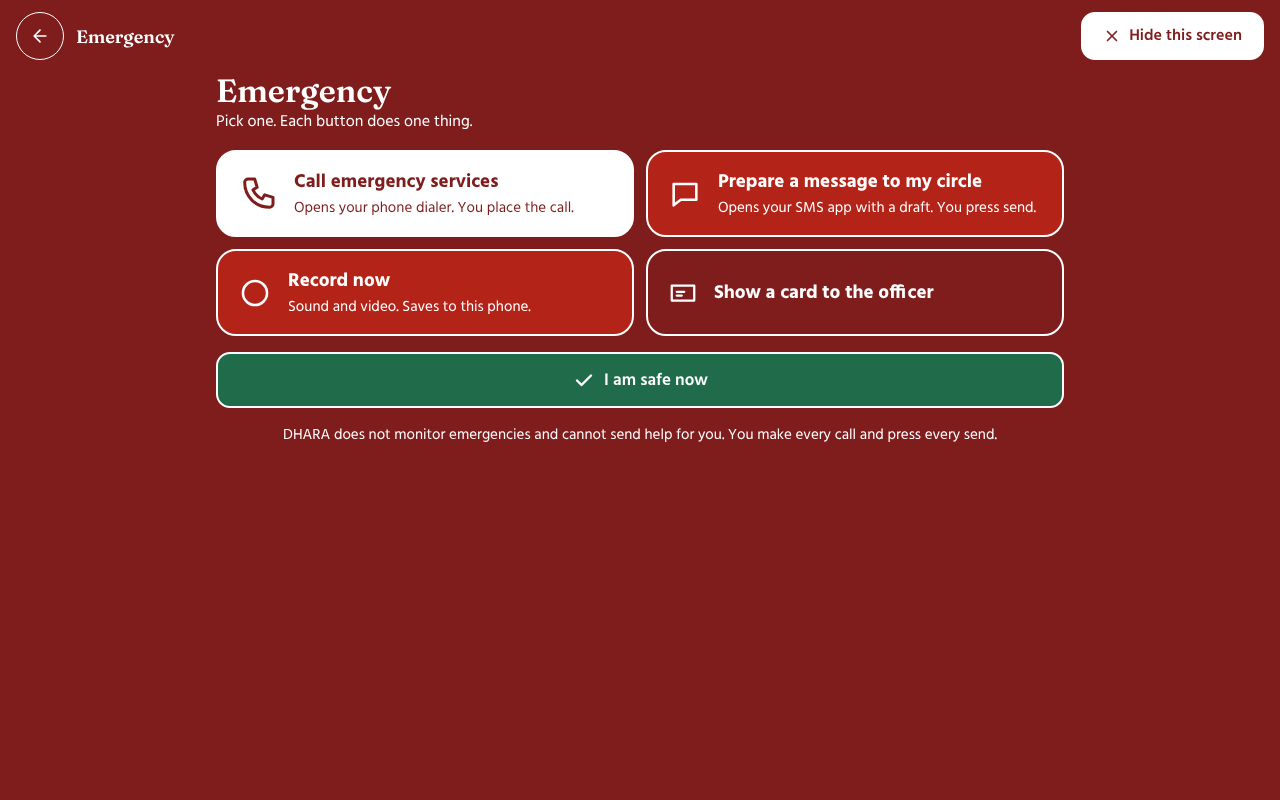 Emergency
Hide this screen
Emergency
Pick one. Each button does one thing.
Call emergency services
Opens your phone dialer. You place the call.
Prepare a message to my circle
Opens your SMS app with a draft. You press send.
Record now
Sound and video. Saves to this phone.
Show a card to the officer
I am safe now
DHARA does not monitor emergencies and cannot send help for you. You make every call and press every send.